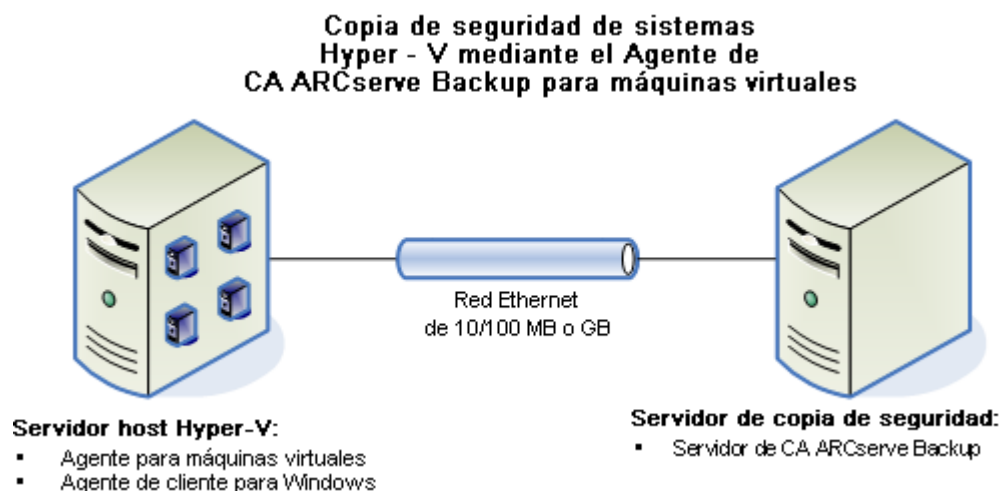 Copia de seguridad de sistemas
Hyper - V mediante el Agente de
CA ARCserve Backup para máquinas virtuales
Red Ethernet
de 10/100 MB o GB
Servidor host Hyper-V:
▪ Agente para máquinas virtuales
▪ Agente de cliente para Windows
Servidor de copia de seguridad:
▪ Servidor de CA ARCserve Backup